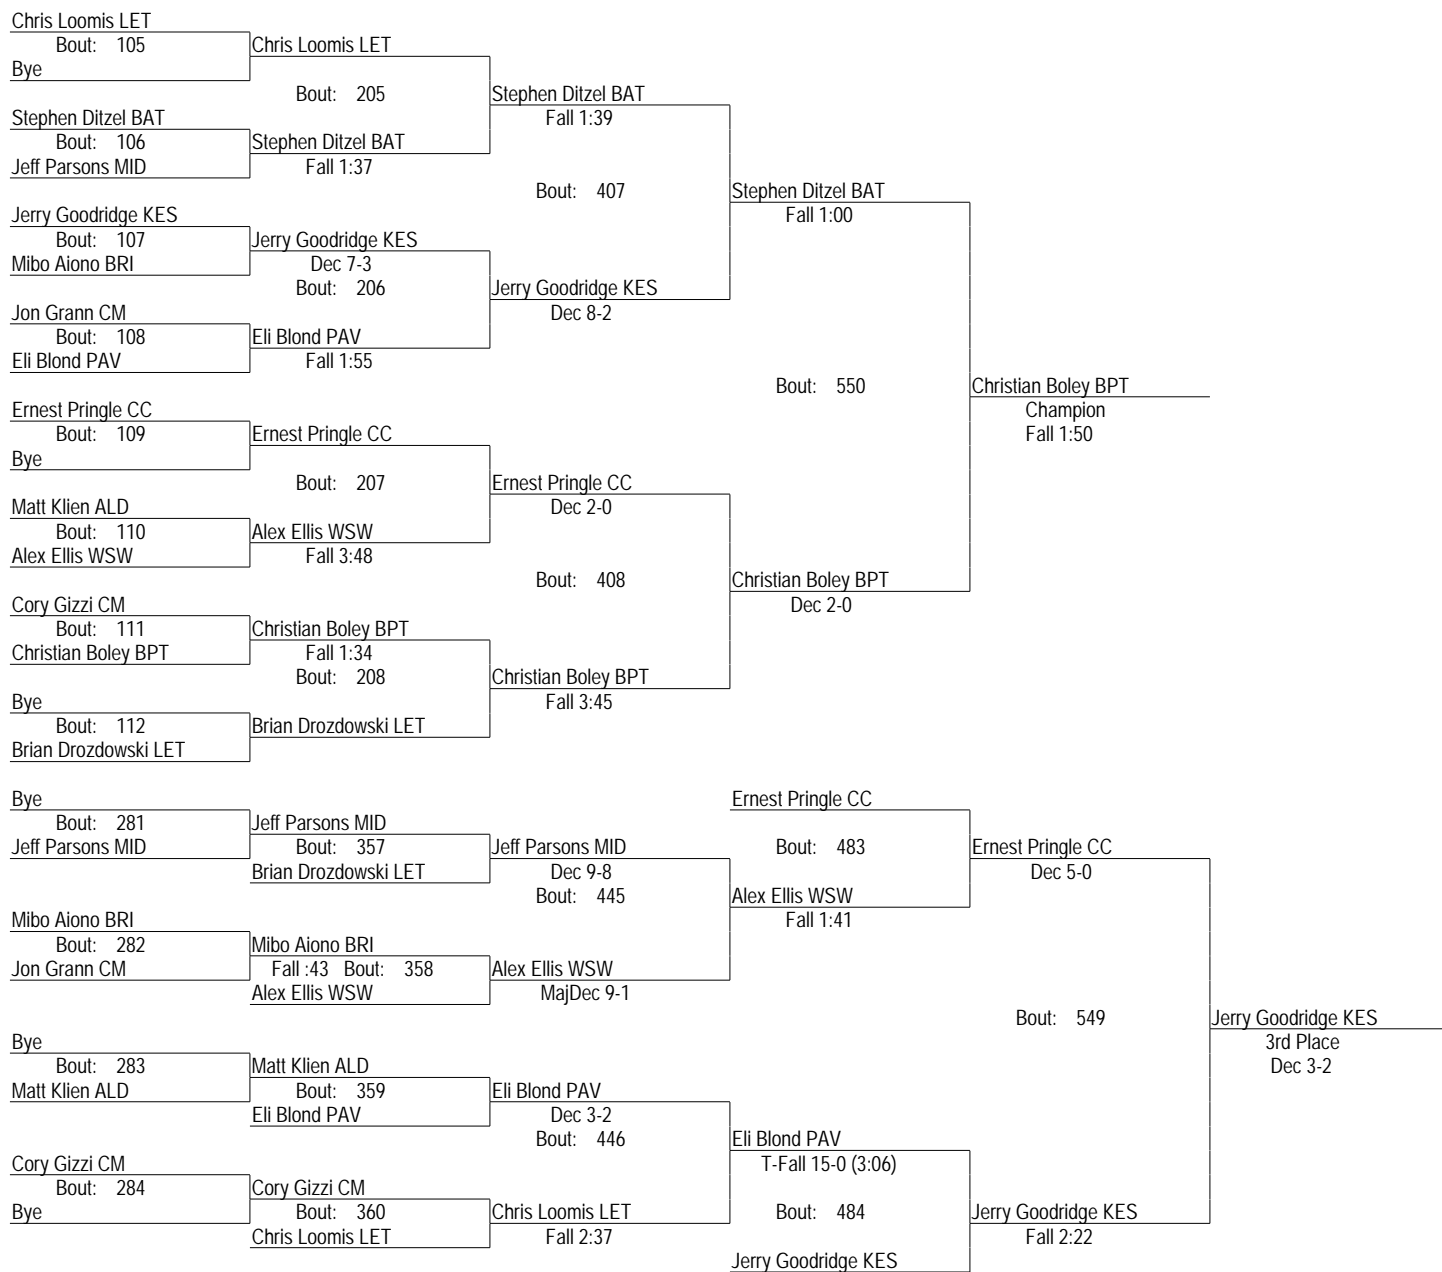 Chris Loomis LET
Bout: 105
Chris Loomis LET
Bye
Bout: 205
Stephen Ditzel BAT
Fall 1:39
Stephen Ditzel BAT
Bout: 106
Stephen Ditzel BAT
Jeff Parsons MID
Fall 1:37
Bout: 407
Stephen Ditzel BAT
Fall 1:00
Jerry Goodridge KES
Bout: 107
Jerry Goodridge KES
Mibo Aiono BRI
Dec 7-3
Bout: 206
Jerry Goodridge KES
Dec 8-2
Jon Grann CM
Bout: 108
Eli Blond PAV
Eli Blond PAV
Fall 1:55
Bout: 550
Christian Boley BPT
Champion
Fall 1:50
Ernest Pringle CC
Bout: 109
Ernest Pringle CC
Bye
Bout: 207
Ernest Pringle CC
Dec 2-0
Matt Klien ALD
Bout: 110
Alex Ellis WSW
Alex Ellis WSW
Fall 3:48
Bout: 408
Christian Boley BPT
Dec 2-0
Cory Gizzi CM
Bout: 111
Christian Boley BPT
Christian Boley BPT
Fall 1:34
Bout: 208
Christian Boley BPT
Fall 3:45
Bye
Bout: 112
Brian Drozdowski LET
Brian Drozdowski LET
Bye
Ernest Pringle CC
Bout: 281
Jeff Parsons MID
Jeff Parsons MID
Bout: 357
Jeff Parsons MID
Bout: 483
Ernest Pringle CC
Brian Drozdowski LET
Dec 9-8
Dec 5-0
Bout: 445
Alex Ellis WSW
Fall 1:41
Mibo Aiono BRI
Bout: 282
Mibo Aiono BRI
Jon Grann CM
Fall :43 Bout: 358
Alex Ellis WSW
Alex Ellis WSW
MajDec 9-1
Bout: 549
Jerry Goodridge KES
3rd Place
Dec 3-2
Bye
Bout: 283
Matt Klien ALD
Matt Klien ALD
Bout: 359
Eli Blond PAV
Eli Blond PAV
Dec 3-2
Bout: 446
Eli Blond PAV
T-Fall 15-0 (3:06)
Cory Gizzi CM
Bout: 284
Cory Gizzi CM
Bye
Bout: 360
Chris Loomis LET
Bout: 484
Jerry Goodridge KES
Chris Loomis LET
Fall 2:37
Fall 2:22
Jerry Goodridge KES